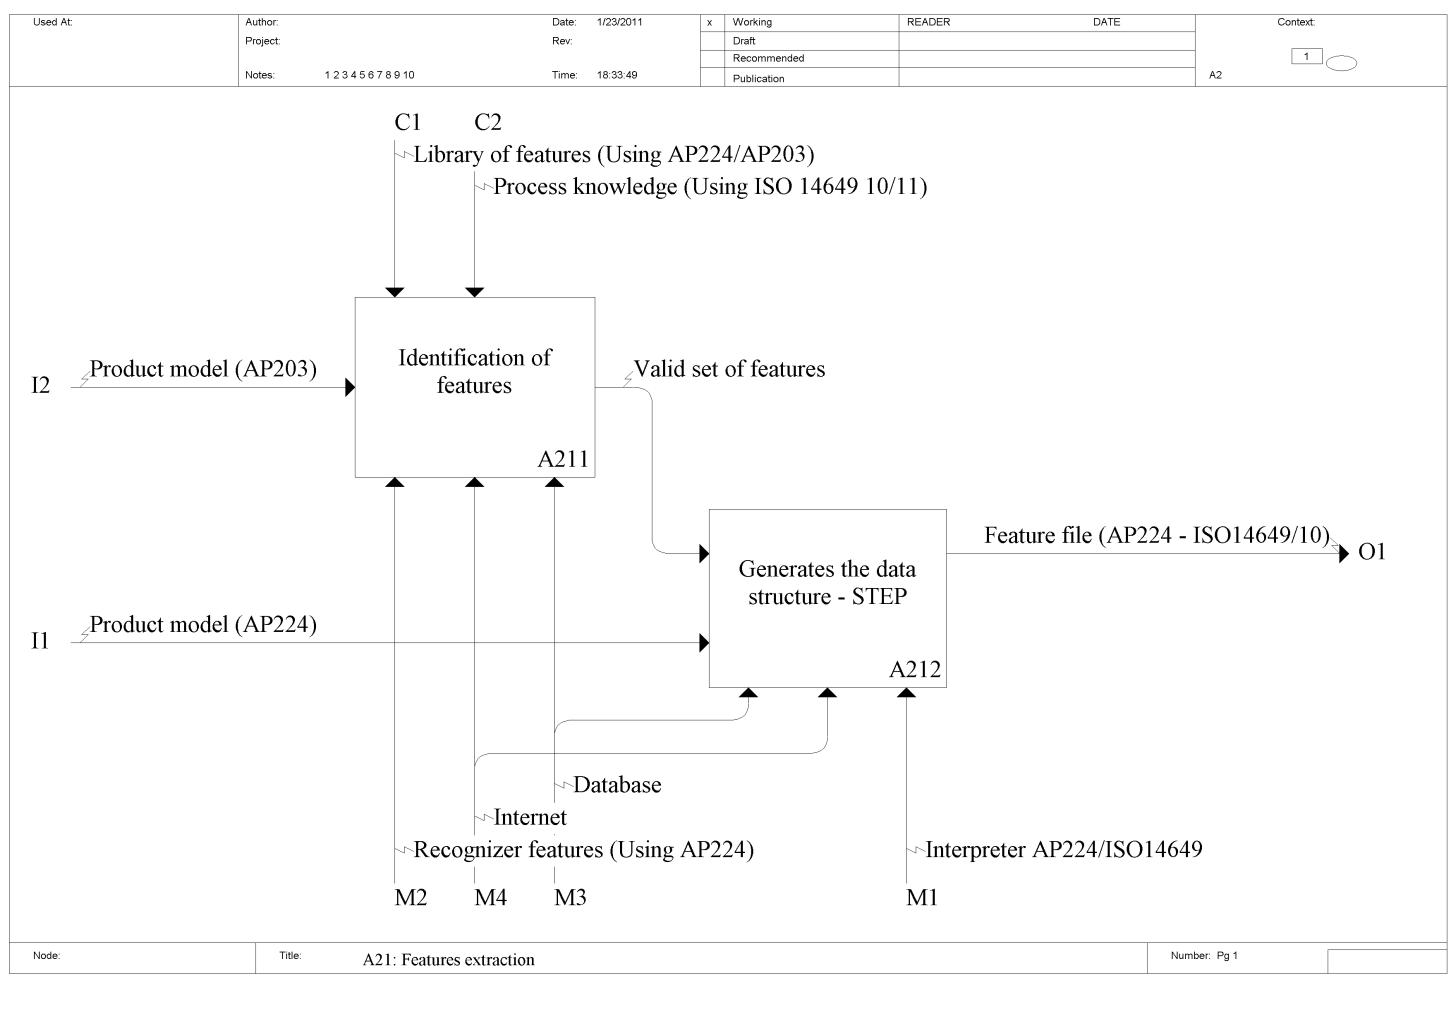 Used At:
Author:
Date: 1/23/2011
x Working
READER DATE
Context:
Project:
Rev:
Draft
Recommended
1
Notes: 1 2 3 4 5 6 7 8 9 10
Time: 18:33:49
Publication
A2
C1 C2
Library of features (Using AP224/AP203)
Process knowledge (Using ISO 14649 10/11)
Identification of
features
A211
I2
Product model (AP203)
Valid set of features
Generates the data
structure - STEP
A212
Feature file (AP224 - ISO14649/10)
O1
I1
Product model (AP224)
Database
Internet
Recognizer features (Using AP224)
Interpreter AP224/ISO14649
M2 M4 M3 M1
Node:
Title: A21: Features extraction
Number: Pg 1